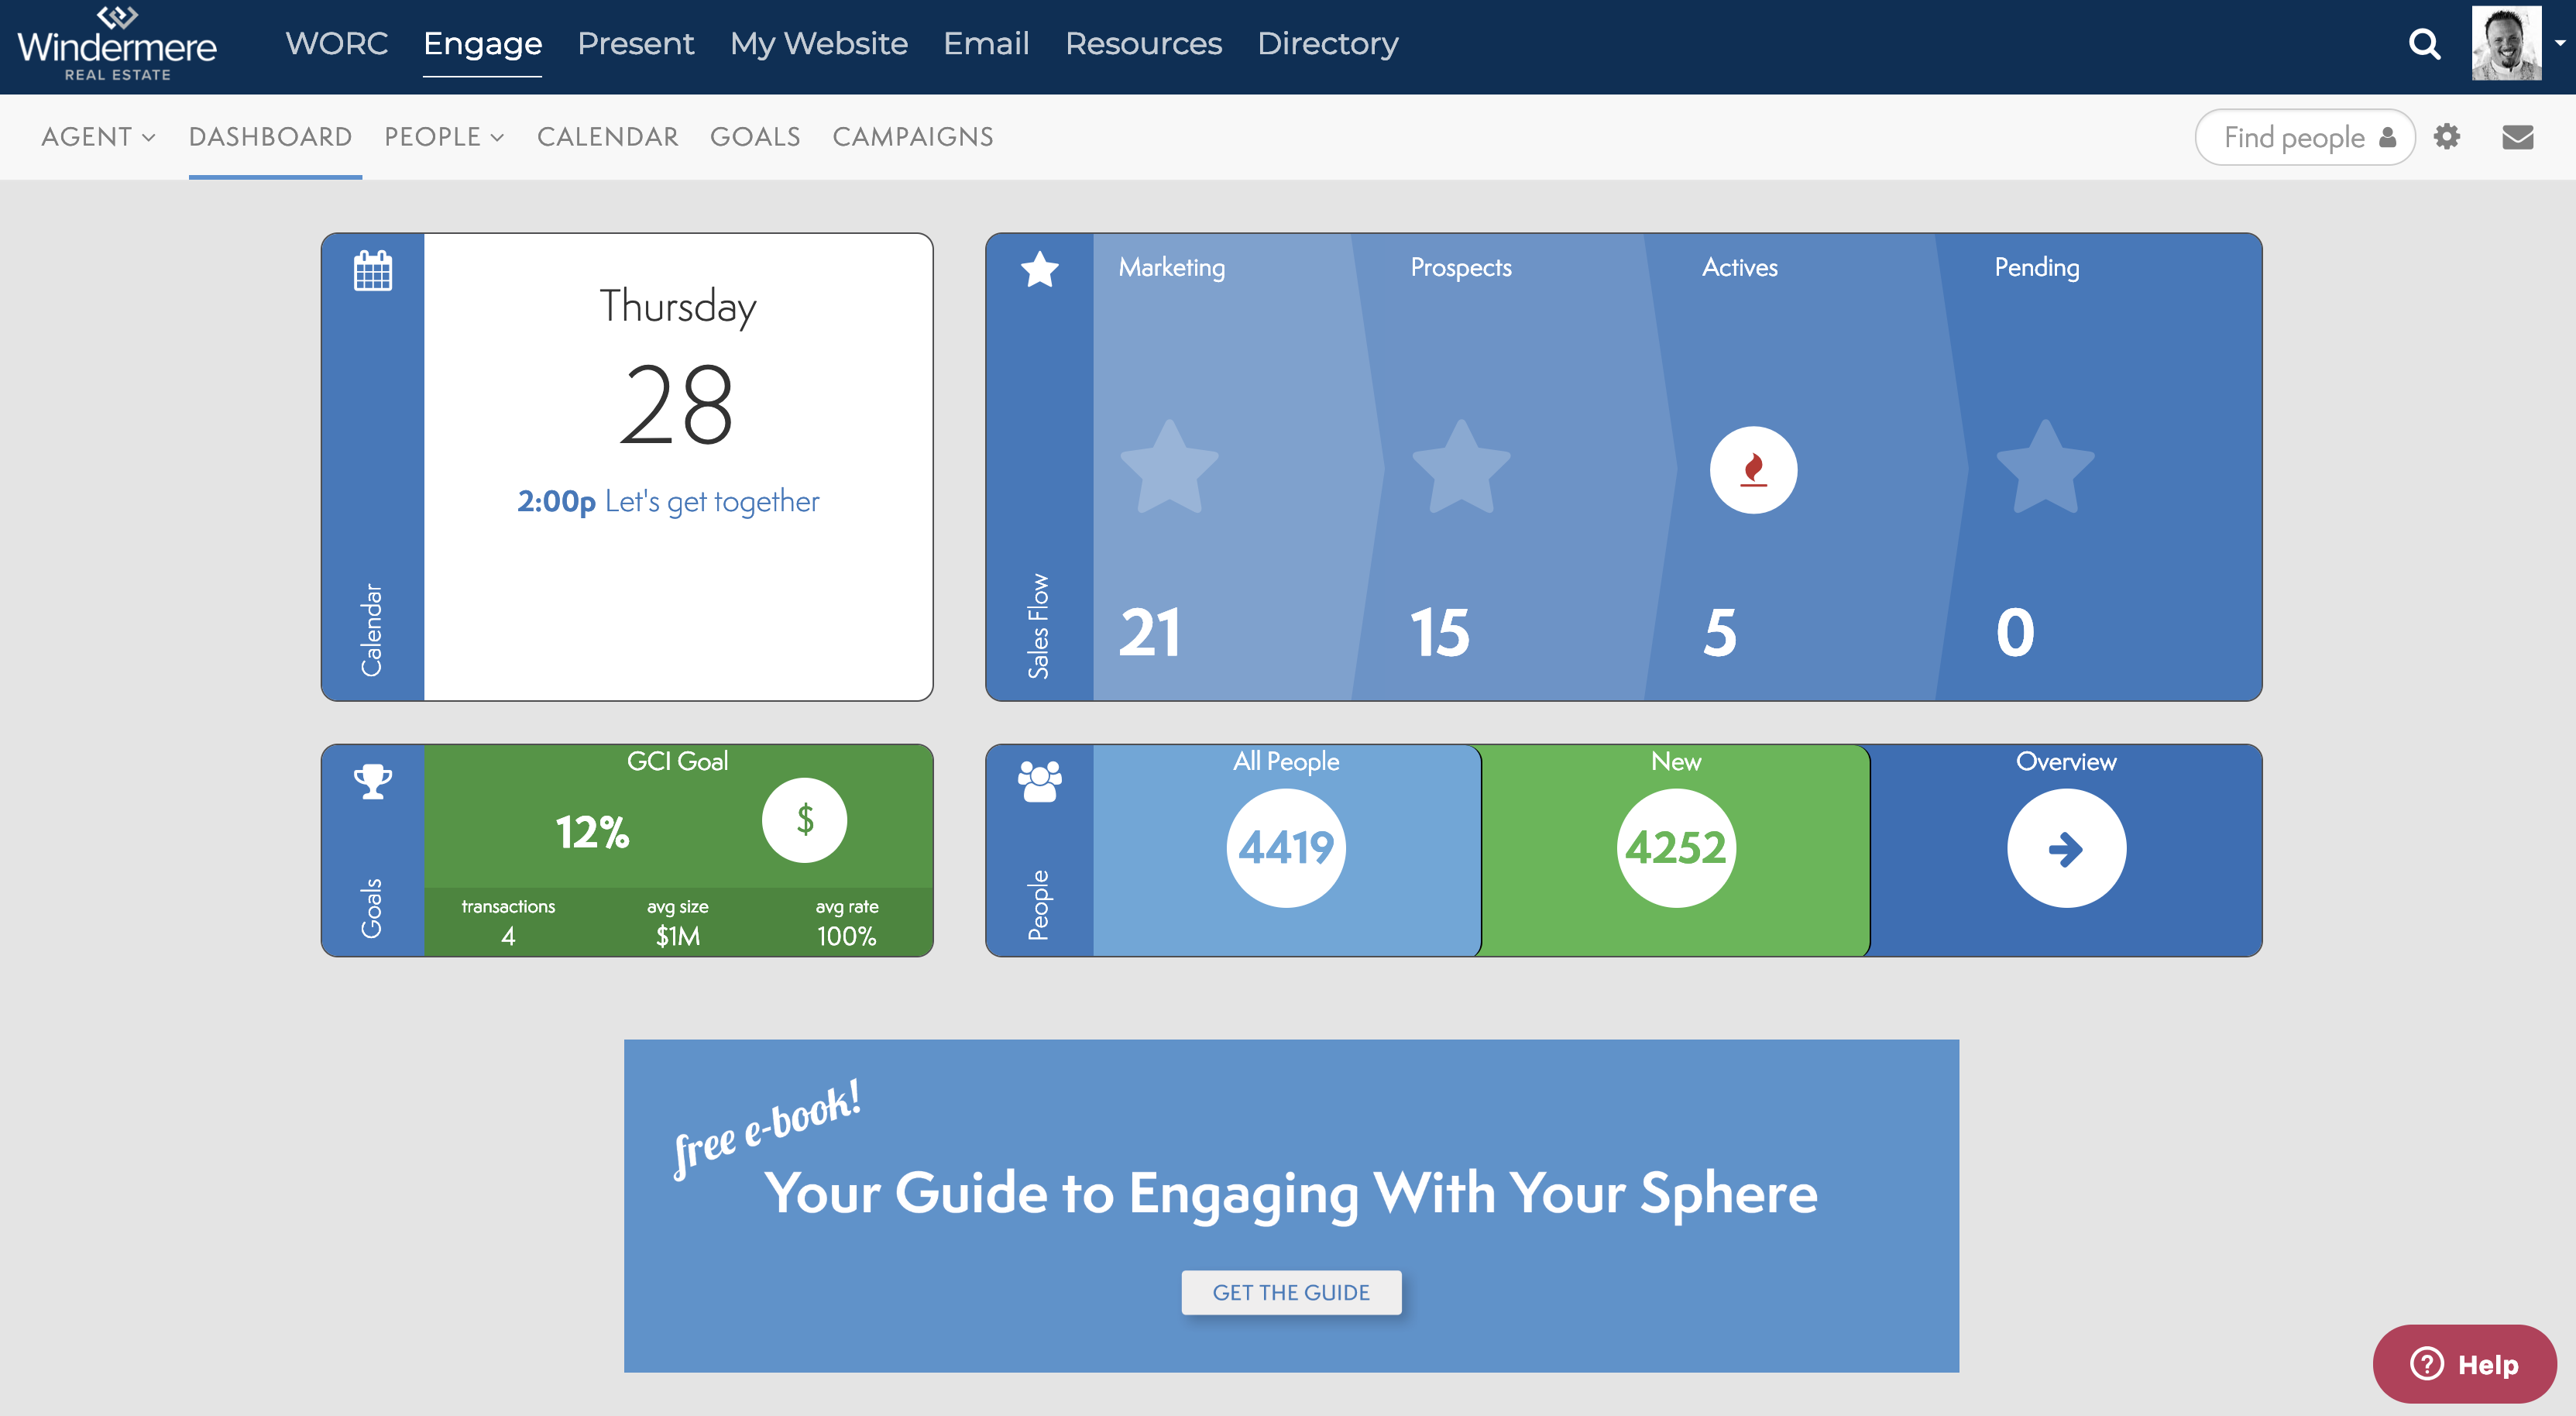 Windermere
REAL ESTATE
WORC Engage Present My Website Email Resources Directory
AGENT DASHBOARD PEOPLE CALENDAR GOALS CAMPAIGNS
Find people
Calendar
Thursday
28
2:00p Let's get together
Sales Flow
Marketing Prospects Actives Pending
21 15 5 0
Goals
GCI Goal
12% $
transactions avg size avg rate
4 $1M 100%
People
All People New Overview
4419 4252
free e-book!
Your Guide to Engaging With Your Sphere
GET THE GUIDE
? Help